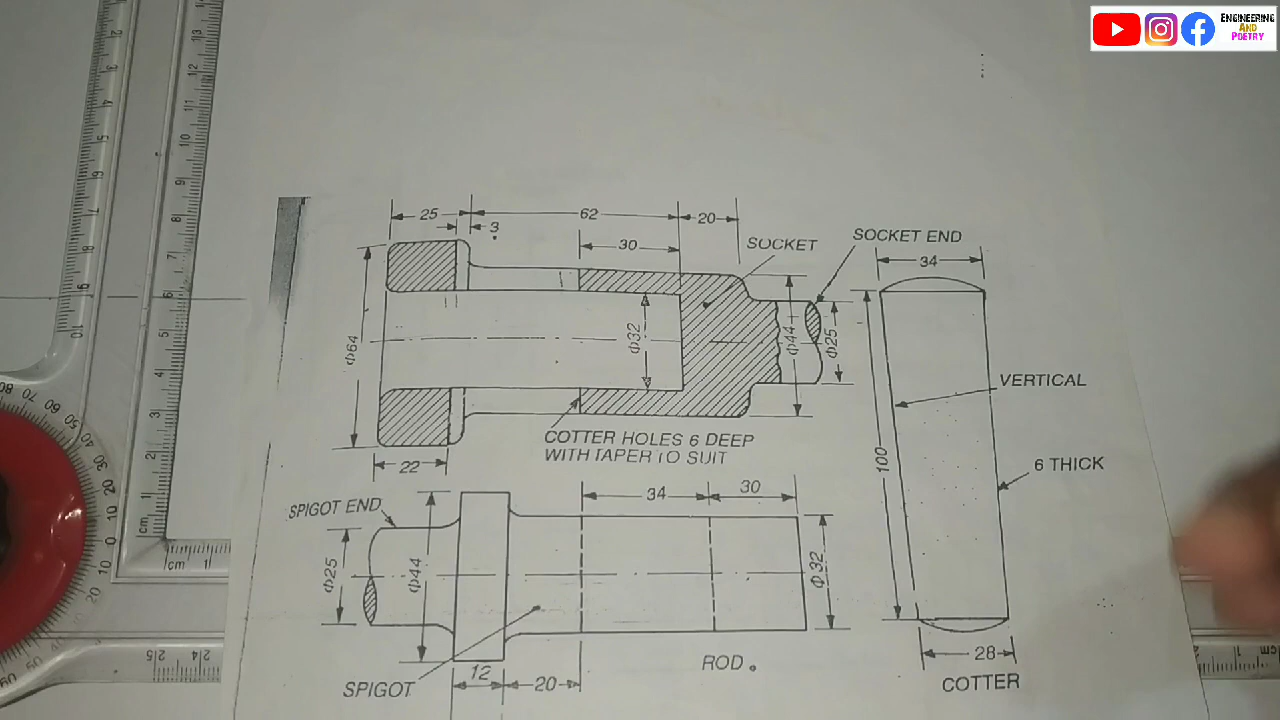 ENGINEERING
AND
POETRY
25
62
20
3
30
SOCKET
SOCKET END
34
Φ64
Φ32
Φ44
Φ25
VERTICAL
COTTER HOLES 6 DEEP
WITH TAPER TO SUIT
22
100
6 THICK
SPIGOT END
34
30
Φ25
Φ44
Φ32
ROD.
12
20
SPIGOT
28
COTTER